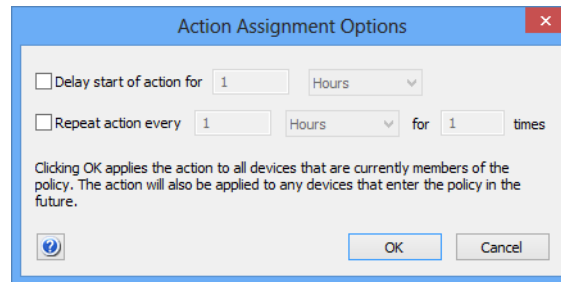 Action Assignment Options
Delay start of action for 1 Hours
Repeat action every 1 Hours for 1 times
Clicking OK applies the action to all devices that are currently members of the
policy. The action will also be applied to any devices that enter the policy in the
future.
OK Cancel